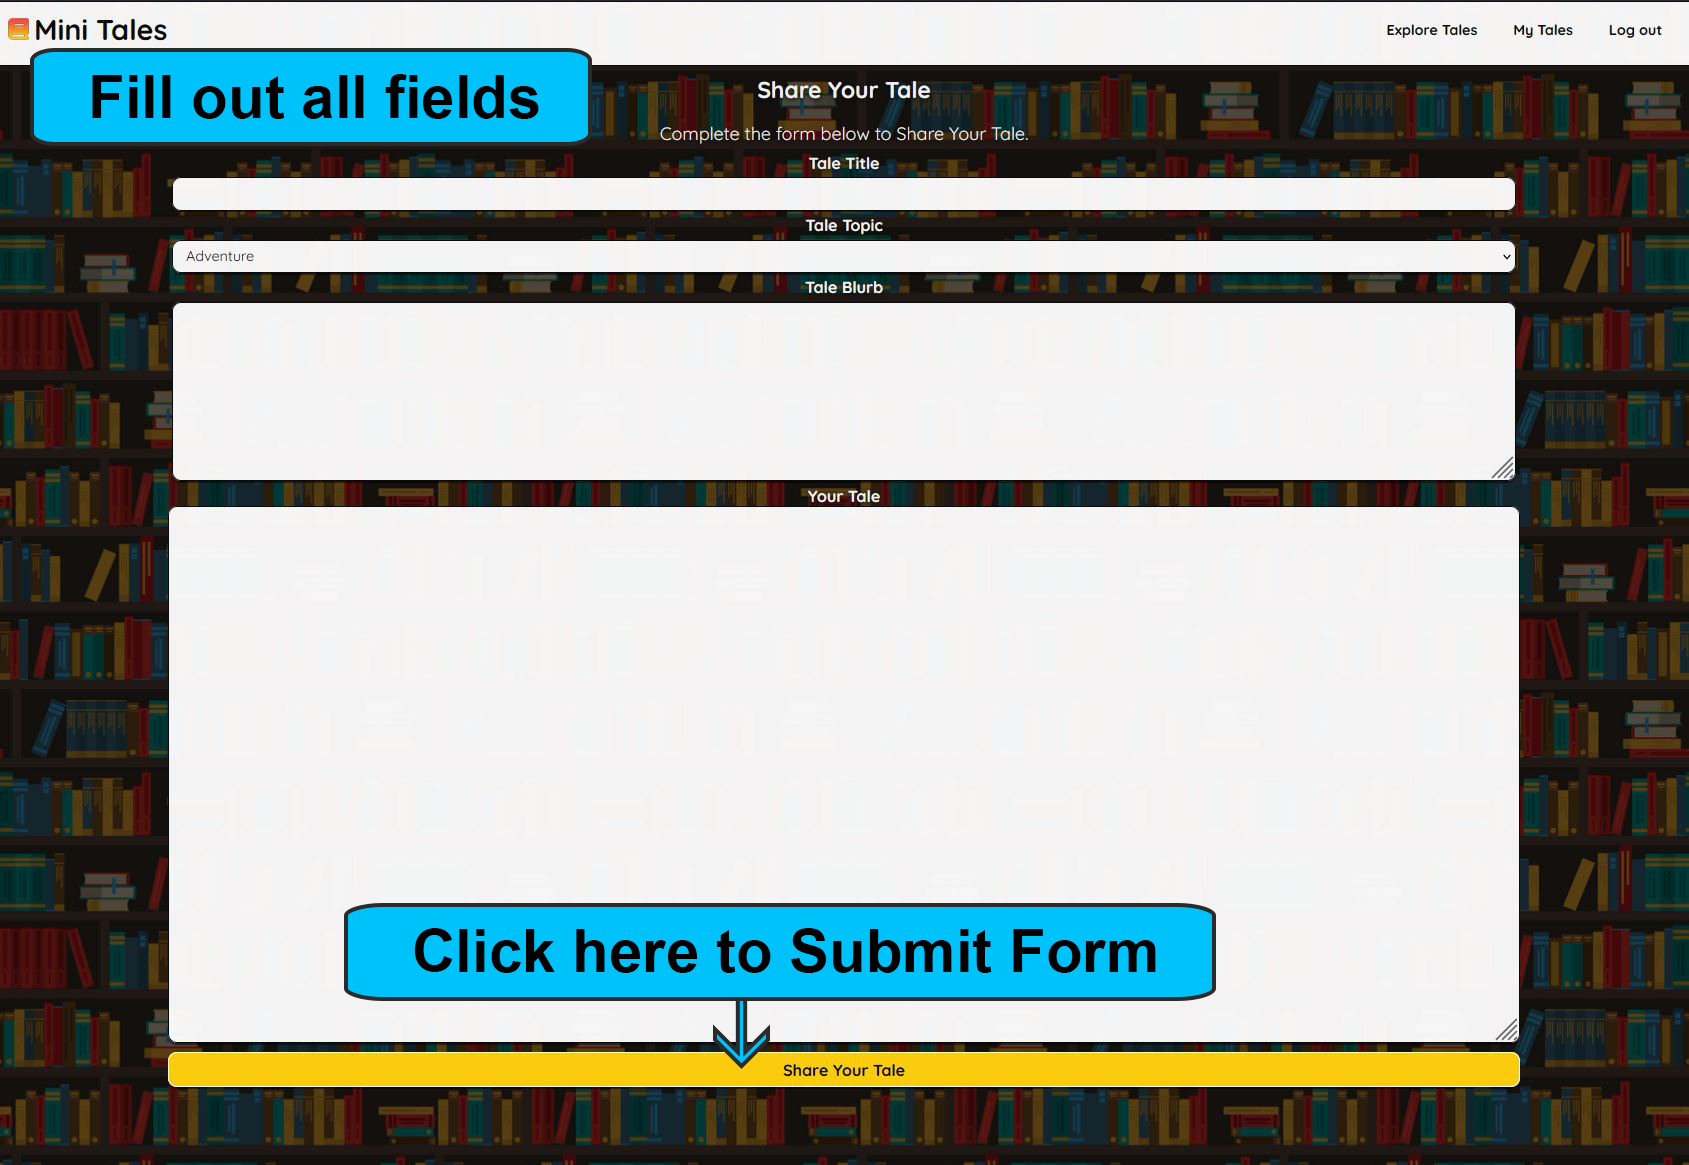 Mini Tales
Explore Tales
My Tales
Log out
Fill out all fields
Share Your Tale
Complete the form below to Share Your Tale.
Tale Title
Tale Topic
Adventure
Tale Blurb
Your Tale
Click here to Submit Form
Share Your Tale